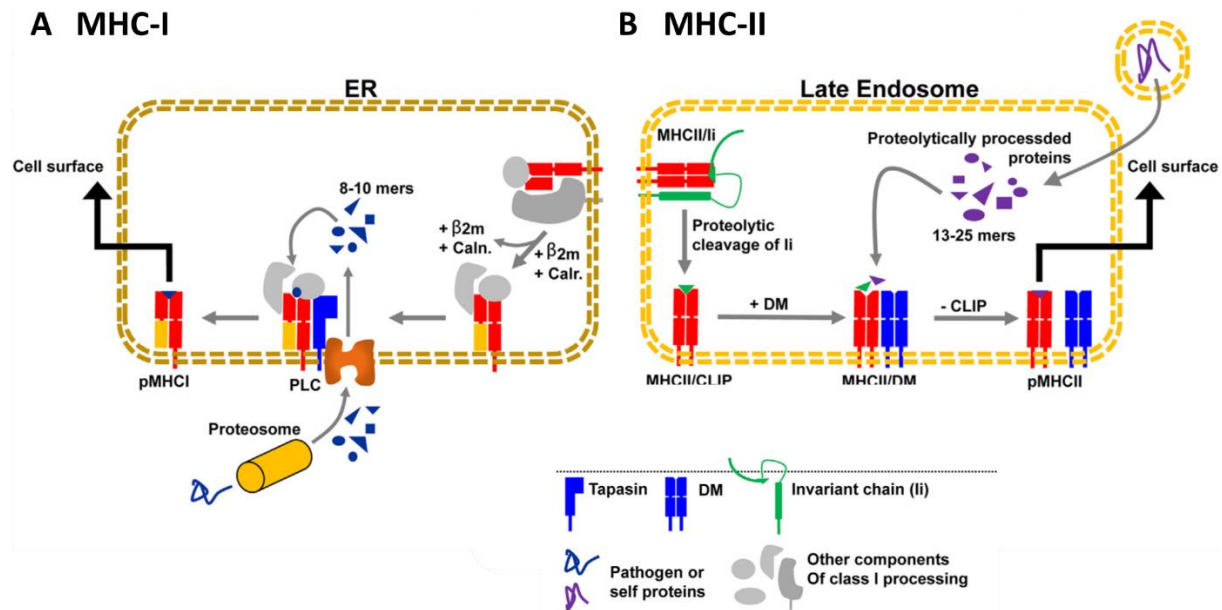 A MHC-I
ER
Cell surface
8-10 mers
+ β2m
+ Caln.
+ β2m
+ Calr.
pMHCI
PLC
Proteosome
B MHC-II
Late Endosome
MHCII/Ii
Proteolytically processded
proteins
Cell surface
13-25 mers
Proteolytic
cleavage of Ii
+ DM
- CLIP
MHCII/CLIP
MHCII/DM
pMHCII
Tapasin
DM
Invariant chain (Ii)
Pathogen or
self proteins
Other components
Of class I processing